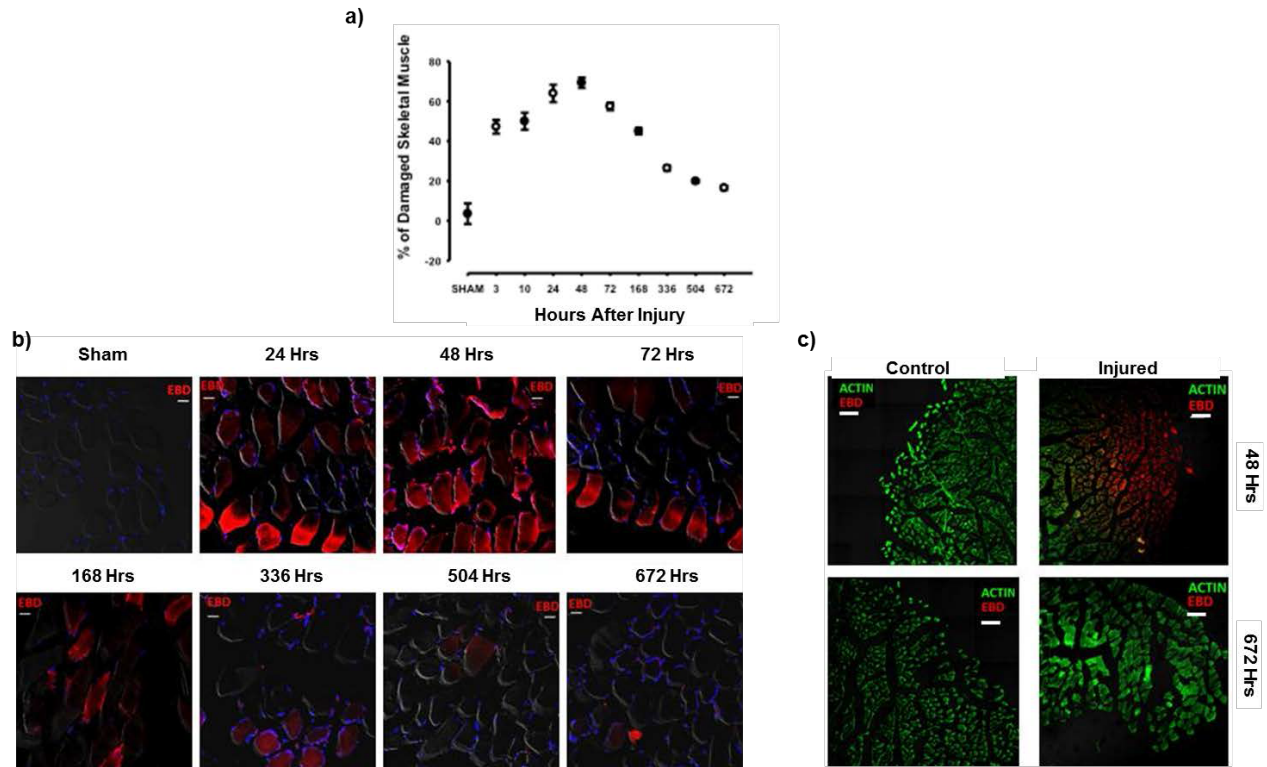 a)
% of Damaged Skeletal Muscle
80
60
40
20
0
-20
SHAM 3 10 24 48 72 168 336 504 672
Hours After Injury
b)
Sham 24 Hrs 48 Hrs 72 Hrs
EBD EBD EBD EBD
168 Hrs 336 Hrs 504 Hrs 672 Hrs
EBD EBD EBD EBD
c)
Control Injured
ACTIN ACTIN
EBD EBD
48 Hrs
ACTIN ACTIN
EBD EBD
672 Hrs